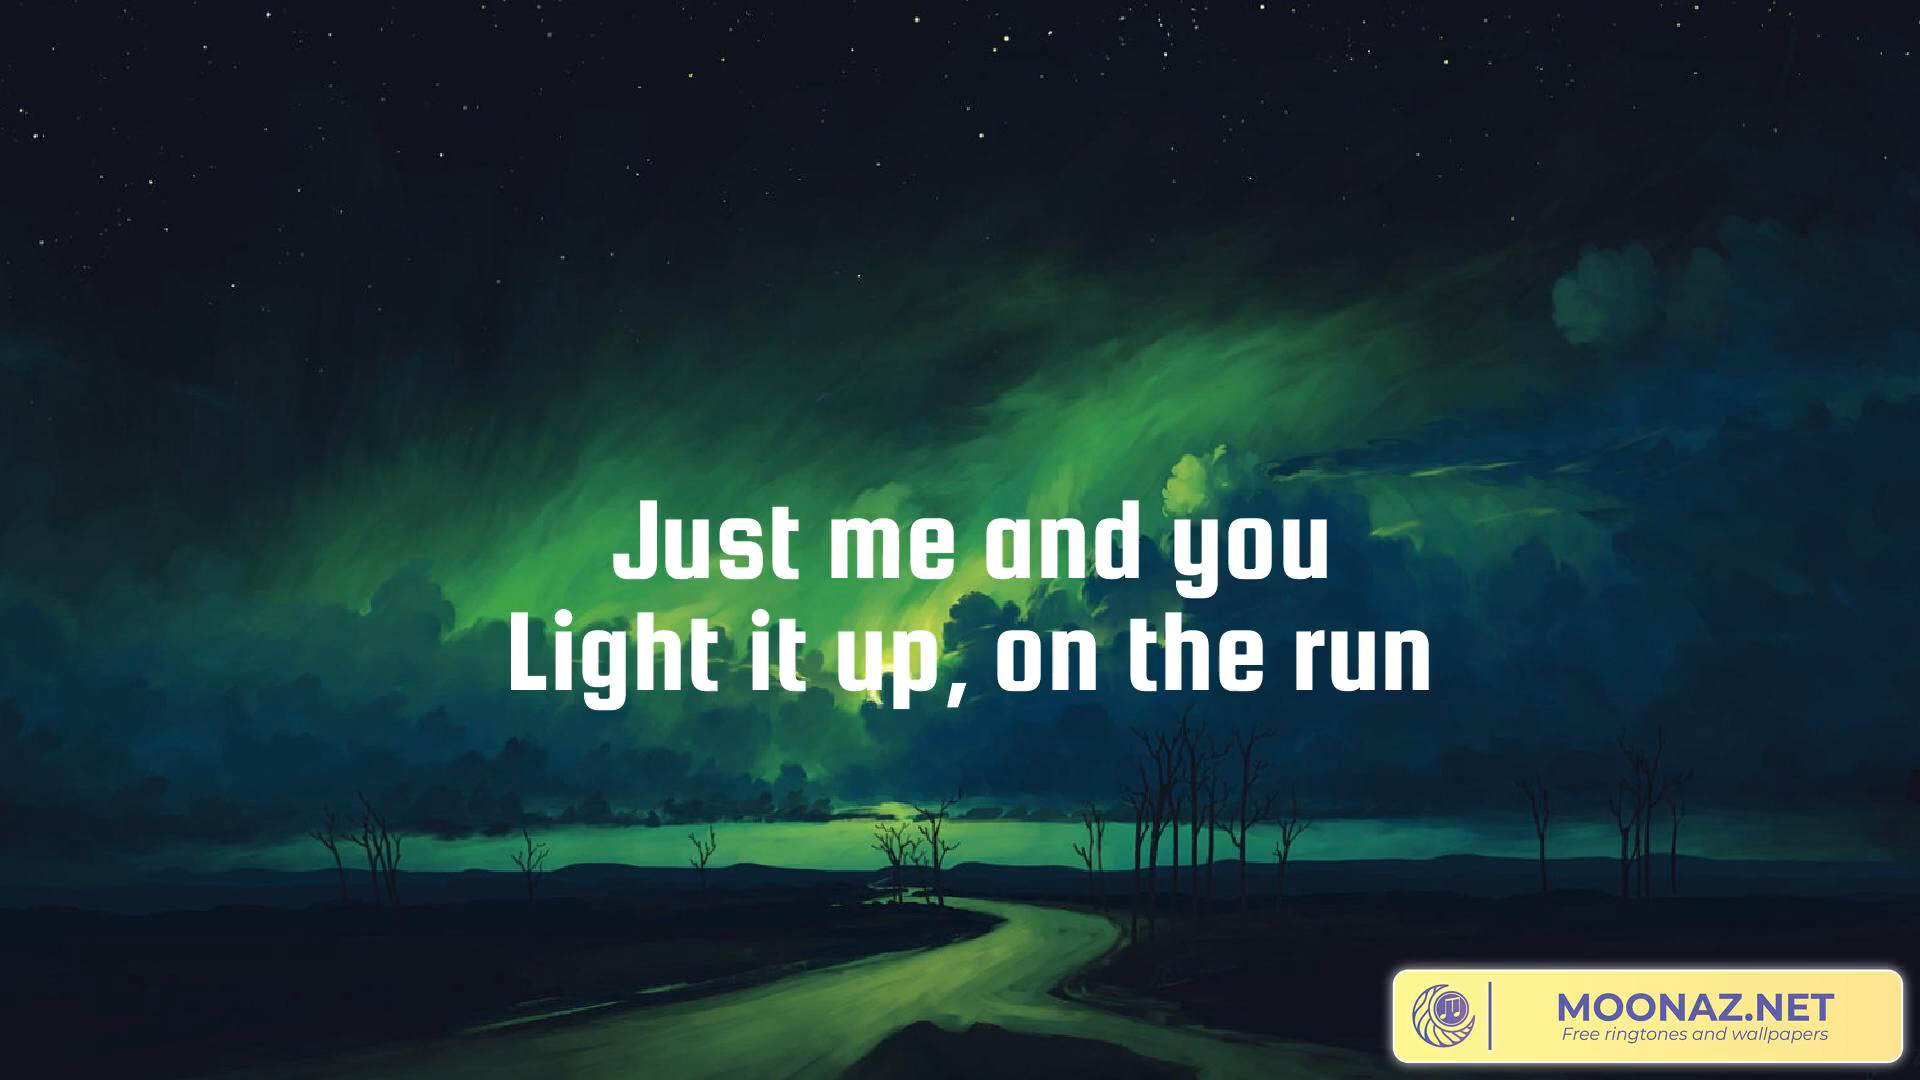 Just me and you
Light it up, on the run
MOONAZ.NET
Free ringtones and wallpapers